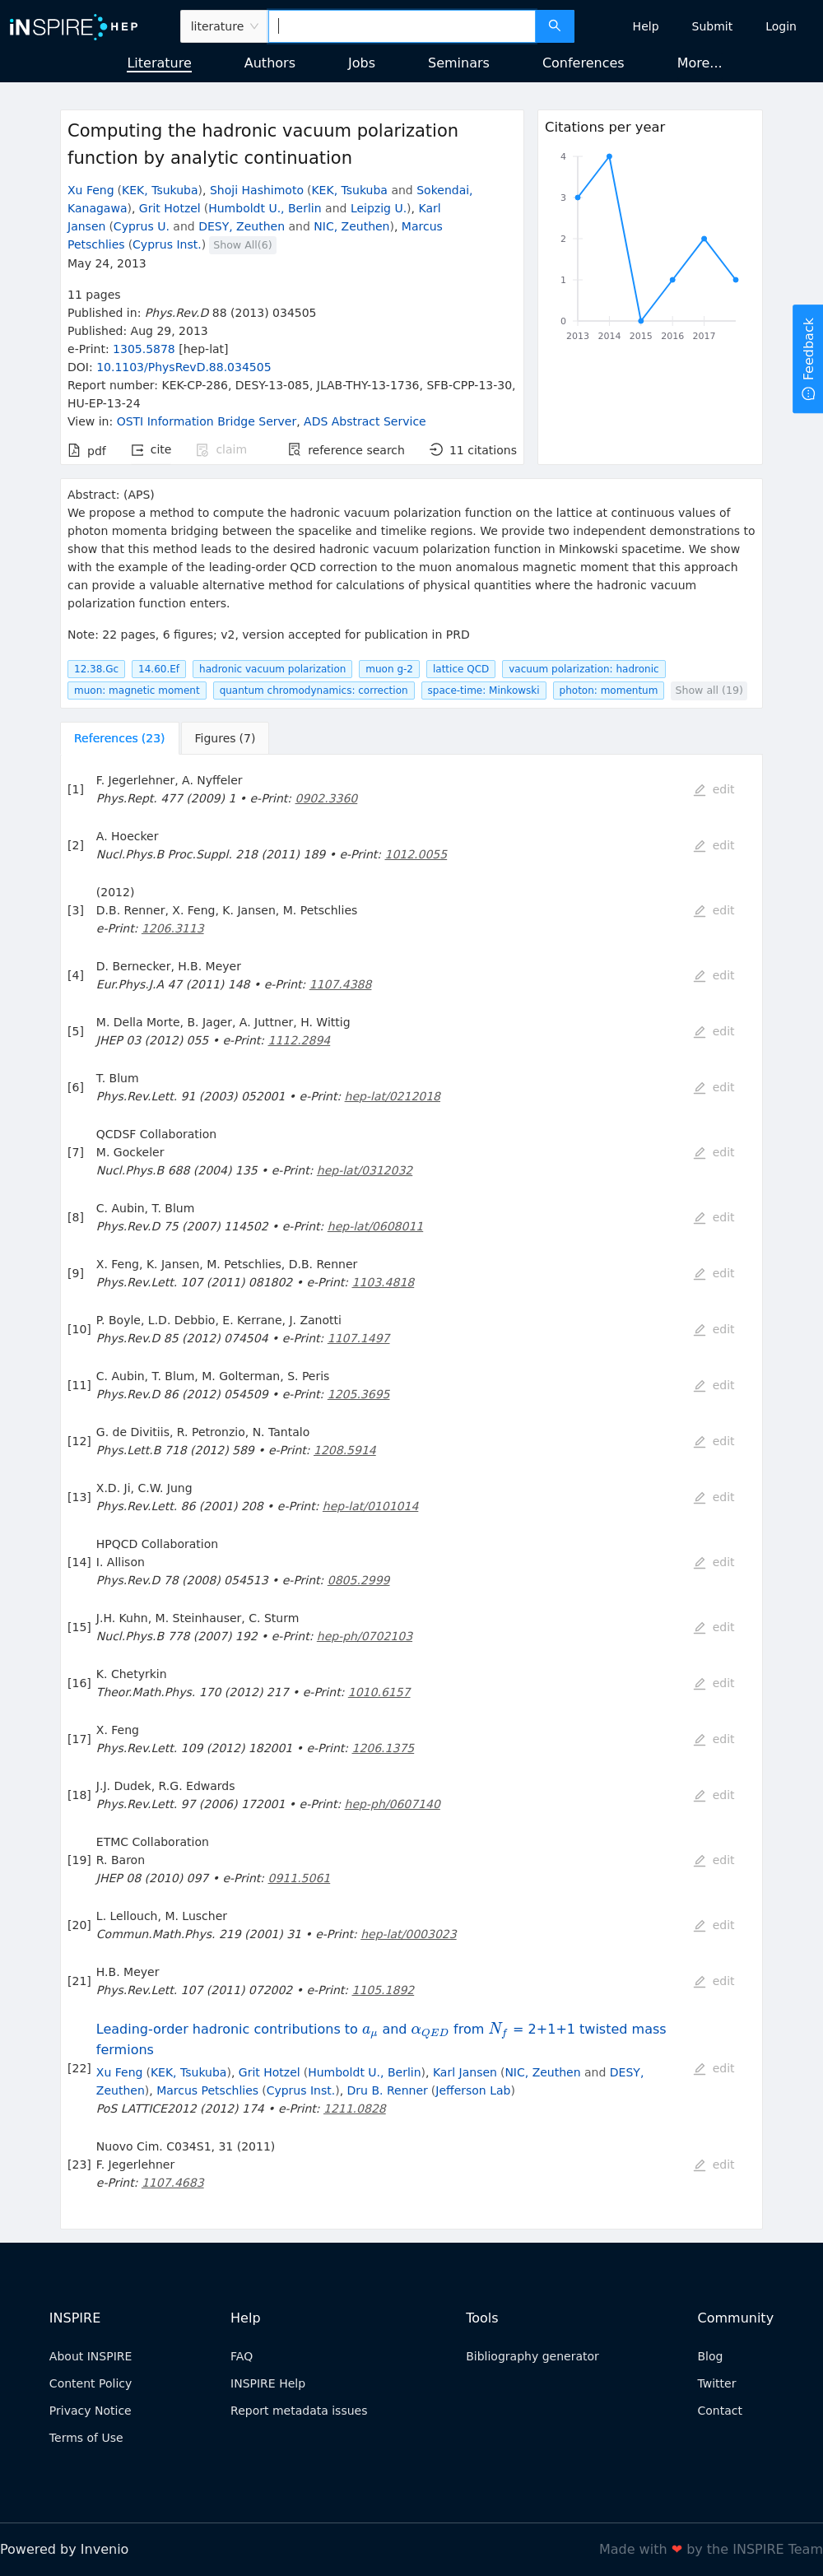 iNSPIRE HEP
literature
Help
Submit
Login
Literature
Authors
Jobs
Seminars
Conferences
More...
Computing the hadronic vacuum polarization
function by analytic continuation
Xu Feng (KEK, Tsukuba), Shoji Hashimoto (KEK, Tsukuba and Sokendai,
Kanagawa), Grit Hotzel (Humboldt U., Berlin and Leipzig U.), Karl
Jansen (Cyprus U. and DESY, Zeuthen and NIC, Zeuthen), Marcus
Petschlies (Cyprus Inst.) Show All(6)
May 24, 2013
11 pages
Published in: Phys.Rev.D 88 (2013) 034505
Published: Aug 29, 2013
e-Print: 1305.5878 [hep-lat]
DOI: 10.1103/PhysRevD.88.034505
Report number: KEK-CP-286, DESY-13-085, JLAB-THY-13-1736, SFB-CPP-13-30,
HU-EP-13-24
View in: OSTI Information Bridge Server, ADS Abstract Service
pdf
cite
claim
reference search
11 citations
Citations per year
4
3
2
1
0
2013 2014 2015 2016 2017
Feedback
Abstract: (APS)
We propose a method to compute the hadronic vacuum polarization function on the lattice at continuous values of
photon momenta bridging between the spacelike and timelike regions. We provide two independent demonstrations to
show that this method leads to the desired hadronic vacuum polarization function in Minkowski spacetime. We show
with the example of the leading-order QCD correction to the muon anomalous magnetic moment that this approach
can provide a valuable alternative method for calculations of physical quantities where the hadronic vacuum
polarization function enters.
Note: 22 pages, 6 figures; v2, version accepted for publication in PRD
12.38.Gc 14.60.Ef hadronic vacuum polarization muon g-2 lattice QCD vacuum polarization: hadronic
muon: magnetic moment quantum chromodynamics: correction space-time: Minkowski photon: momentum Show all (19)
References (23)
Figures (7)
[1]
F. Jegerlehner, A. Nyffeler
Phys.Rept. 477 (2009) 1 • e-Print: 0902.3360
edit
[2]
A. Hoecker
Nucl.Phys.B Proc.Suppl. 218 (2011) 189 • e-Print: 1012.0055
edit
[3]
(2012)
D.B. Renner, X. Feng, K. Jansen, M. Petschlies
e-Print: 1206.3113
edit
[4]
D. Bernecker, H.B. Meyer
Eur.Phys.J.A 47 (2011) 148 • e-Print: 1107.4388
edit
[5]
M. Della Morte, B. Jager, A. Juttner, H. Wittig
JHEP 03 (2012) 055 • e-Print: 1112.2894
edit
[6]
T. Blum
Phys.Rev.Lett. 91 (2003) 052001 • e-Print: hep-lat/0212018
edit
[7]
QCDSF Collaboration
M. Gockeler
Nucl.Phys.B 688 (2004) 135 • e-Print: hep-lat/0312032
edit
[8]
C. Aubin, T. Blum
Phys.Rev.D 75 (2007) 114502 • e-Print: hep-lat/0608011
edit
[9]
X. Feng, K. Jansen, M. Petschlies, D.B. Renner
Phys.Rev.Lett. 107 (2011) 081802 • e-Print: 1103.4818
edit
[10]
P. Boyle, L.D. Debbio, E. Kerrane, J. Zanotti
Phys.Rev.D 85 (2012) 074504 • e-Print: 1107.1497
edit
[11]
C. Aubin, T. Blum, M. Golterman, S. Peris
Phys.Rev.D 86 (2012) 054509 • e-Print: 1205.3695
edit
[12]
G. de Divitiis, R. Petronzio, N. Tantalo
Phys.Lett.B 718 (2012) 589 • e-Print: 1208.5914
edit
[13]
X.D. Ji, C.W. Jung
Phys.Rev.Lett. 86 (2001) 208 • e-Print: hep-lat/0101014
edit
[14]
HPQCD Collaboration
I. Allison
Phys.Rev.D 78 (2008) 054513 • e-Print: 0805.2999
edit
[15]
J.H. Kuhn, M. Steinhauser, C. Sturm
Nucl.Phys.B 778 (2007) 192 • e-Print: hep-ph/0702103
edit
[16]
K. Chetyrkin
Theor.Math.Phys. 170 (2012) 217 • e-Print: 1010.6157
edit
[17]
X. Feng
Phys.Rev.Lett. 109 (2012) 182001 • e-Print: 1206.1375
edit
[18]
J.J. Dudek, R.G. Edwards
Phys.Rev.Lett. 97 (2006) 172001 • e-Print: hep-ph/0607140
edit
[19]
ETMC Collaboration
R. Baron
JHEP 08 (2010) 097 • e-Print: 0911.5061
edit
[20]
L. Lellouch, M. Luscher
Commun.Math.Phys. 219 (2001) 31 • e-Print: hep-lat/0003023
edit
[21]
H.B. Meyer
Phys.Rev.Lett. 107 (2011) 072002 • e-Print: 1105.1892
edit
[22]
Leading-order hadronic contributions to aμ and αQED from Nf = 2+1+1 twisted mass
fermions
Xu Feng (KEK, Tsukuba), Grit Hotzel (Humboldt U., Berlin), Karl Jansen (NIC, Zeuthen and DESY,
Zeuthen), Marcus Petschlies (Cyprus Inst.), Dru B. Renner (Jefferson Lab)
PoS LATTICE2012 (2012) 174 • e-Print: 1211.0828
edit
[23]
Nuovo Cim. C034S1, 31 (2011)
F. Jegerlehner
e-Print: 1107.4683
edit
INSPIRE
About INSPIRE
Content Policy
Privacy Notice
Terms of Use
Help
FAQ
INSPIRE Help
Report metadata issues
Tools
Bibliography generator
Community
Blog
Twitter
Contact
Powered by Invenio
Made with ❤ by the INSPIRE Team